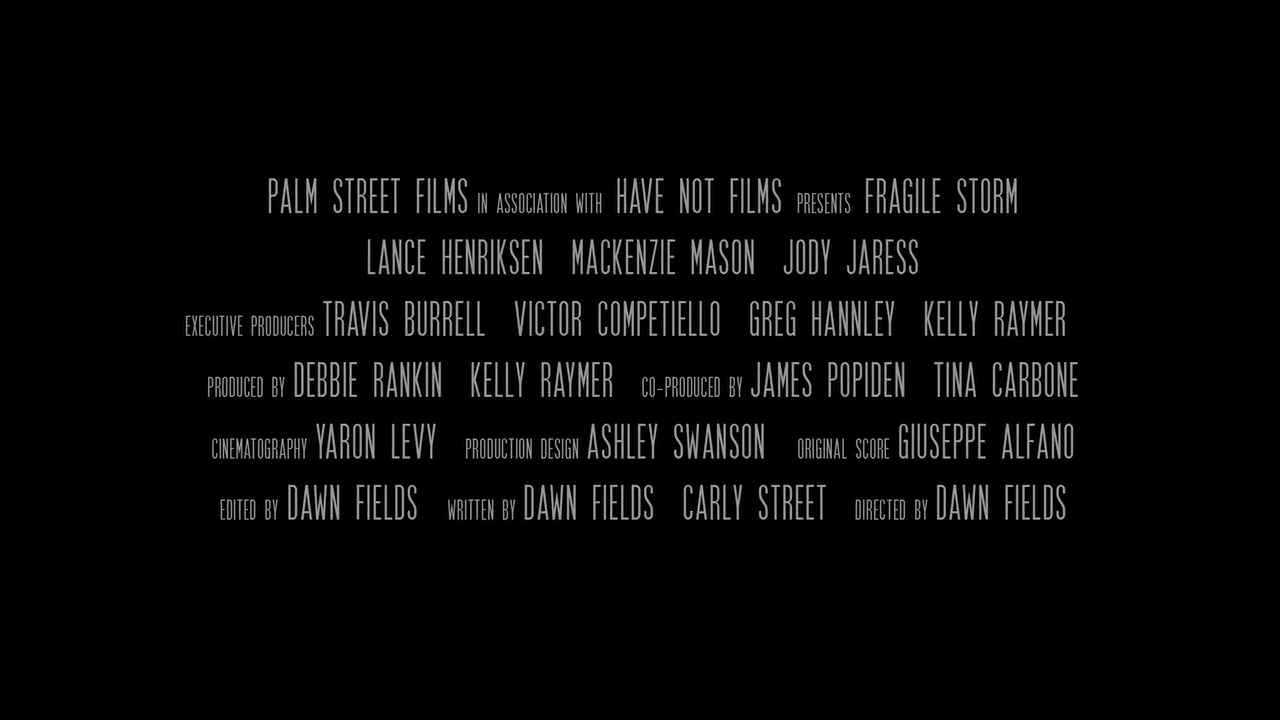 PALM STREET FILMS IN ASSOCIATION WITH HAVE NOT FILMS PRESENTS FRAGILE STORM
LANCE HENRIKSEN MACKENZIE MASON JODY JARESS
EXECUTIVE PRODUCERS TRAVIS BURRELL VICTOR COMPETIELLO GREG HANNLEY KELLY RAYMER
PRODUCED BY DEBBIE RANKIN KELLY RAYMER CO-PRODUCED BY JAMES POPIDEN TINA CARBONE
CINEMATOGRAPHY YARON LEVY PRODUCTION DESIGN ASHLEY SWANSON ORIGINAL SCORE GIUSEPPE ALFANO
EDITED BY DAWN FIELDS WRITTEN BY DAWN FIELDS CARLY STREET DIRECTED BY DAWN FIELDS